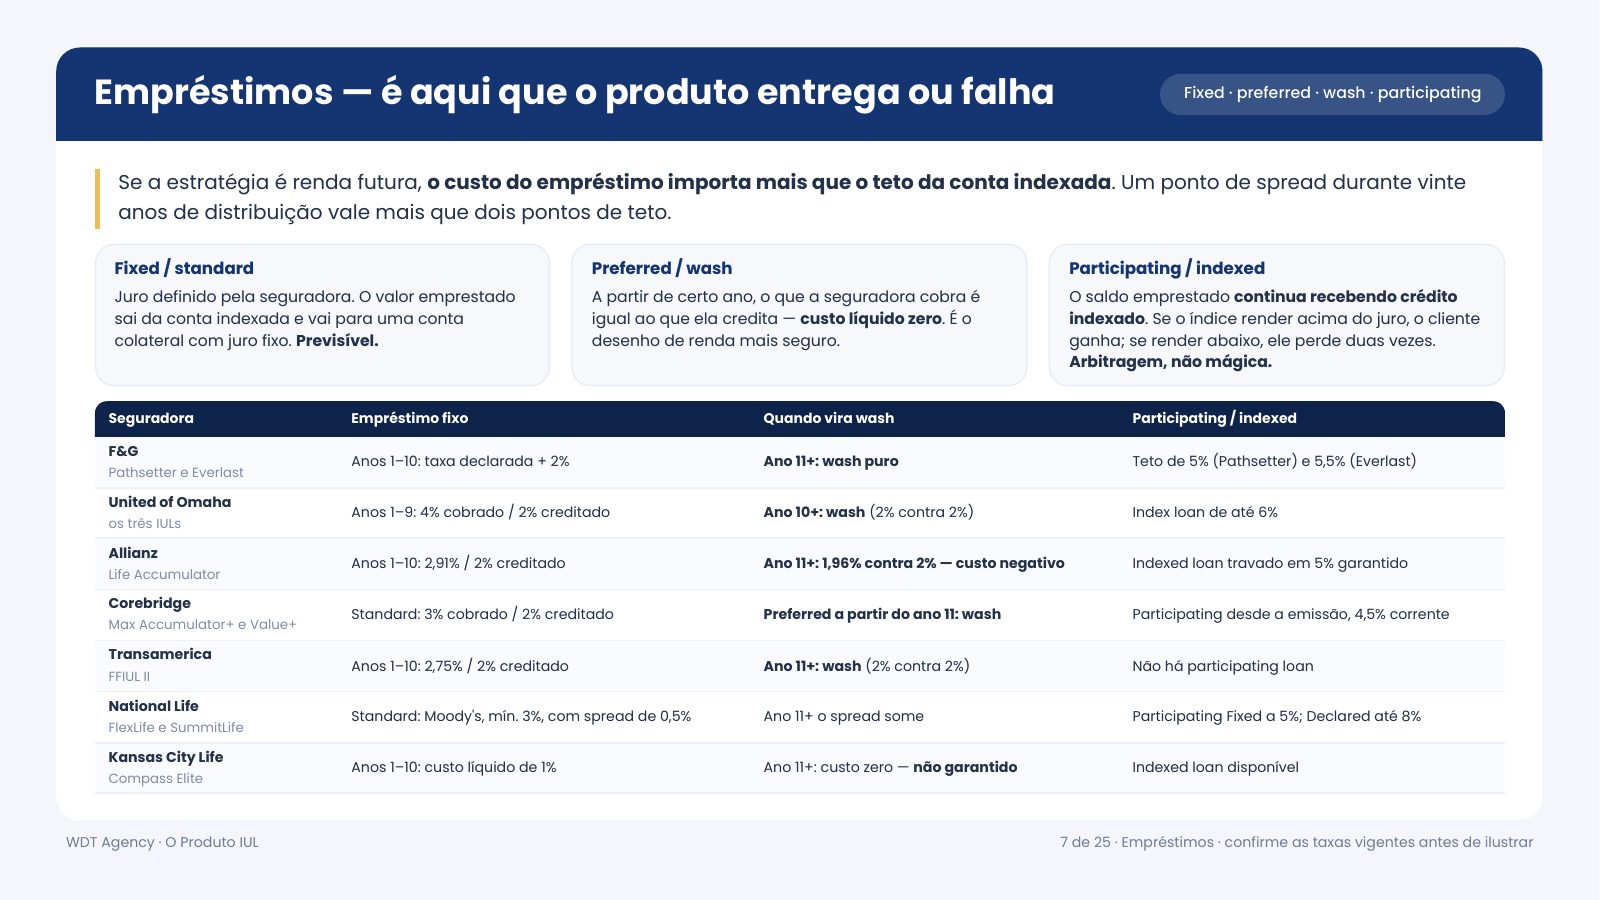 Empréstimos — é aqui que o produto entrega ou falha
Fixed · preferred · wash · participating
Se a estratégia é renda futura, o custo do empréstimo importa mais que o teto da conta indexada. Um ponto de spread durante vinte
anos de distribuição vale mais que dois pontos de teto.
Fixed / standard
Juro definido pela seguradora. O valor emprestado
sai da conta indexada e vai para uma conta
colateral com juro fixo. Previsível.
Preferred / wash
A partir de certo ano, o que a seguradora cobra é
igual ao que ela credita — custo líquido zero. É o
desenho de renda mais seguro.
Participating / indexed
O saldo emprestado continua recebendo crédito
indexado. Se o índice render acima do juro, o cliente
ganha; se render abaixo, ele perde duas vezes.
Arbitragem, não mágica.
Seguradora Empréstimo fixo Quando vira wash Participating / indexed
F&G
Pathsetter e Everlast
Anos 1–10: taxa declarada + 2% Ano 11+: wash puro Teto de 5% (Pathsetter) e 5,5% (Everlast)
United of Omaha
os três IULs
Anos 1–9: 4% cobrado / 2% creditado Ano 10+: wash (2% contra 2%) Index loan de até 6%
Allianz
Life Accumulator
Anos 1–10: 2,91% / 2% creditado Ano 11+: 1,96% contra 2% — custo negativo Indexed loan travado em 5% garantido
Corebridge
Max Accumulator+ e Value+
Standard: 3% cobrado / 2% creditado Preferred a partir do ano 11: wash Participating desde a emissão, 4,5% corrente
Transamerica
FFIUL II
Anos 1–10: 2,75% / 2% creditado Ano 11+: wash (2% contra 2%) Não há participating loan
National Life
FlexLife e SummitLife
Standard: Moody's, mín. 3%, com spread de 0,5% Ano 11+ o spread some Participating Fixed a 5%; Declared até 8%
Kansas City Life
Compass Elite
Anos 1–10: custo líquido de 1% Ano 11+: custo zero — não garantido Indexed loan disponível
WDT Agency · O Produto IUL
7 de 25 · Empréstimos · confirme as taxas vigentes antes de ilustrar